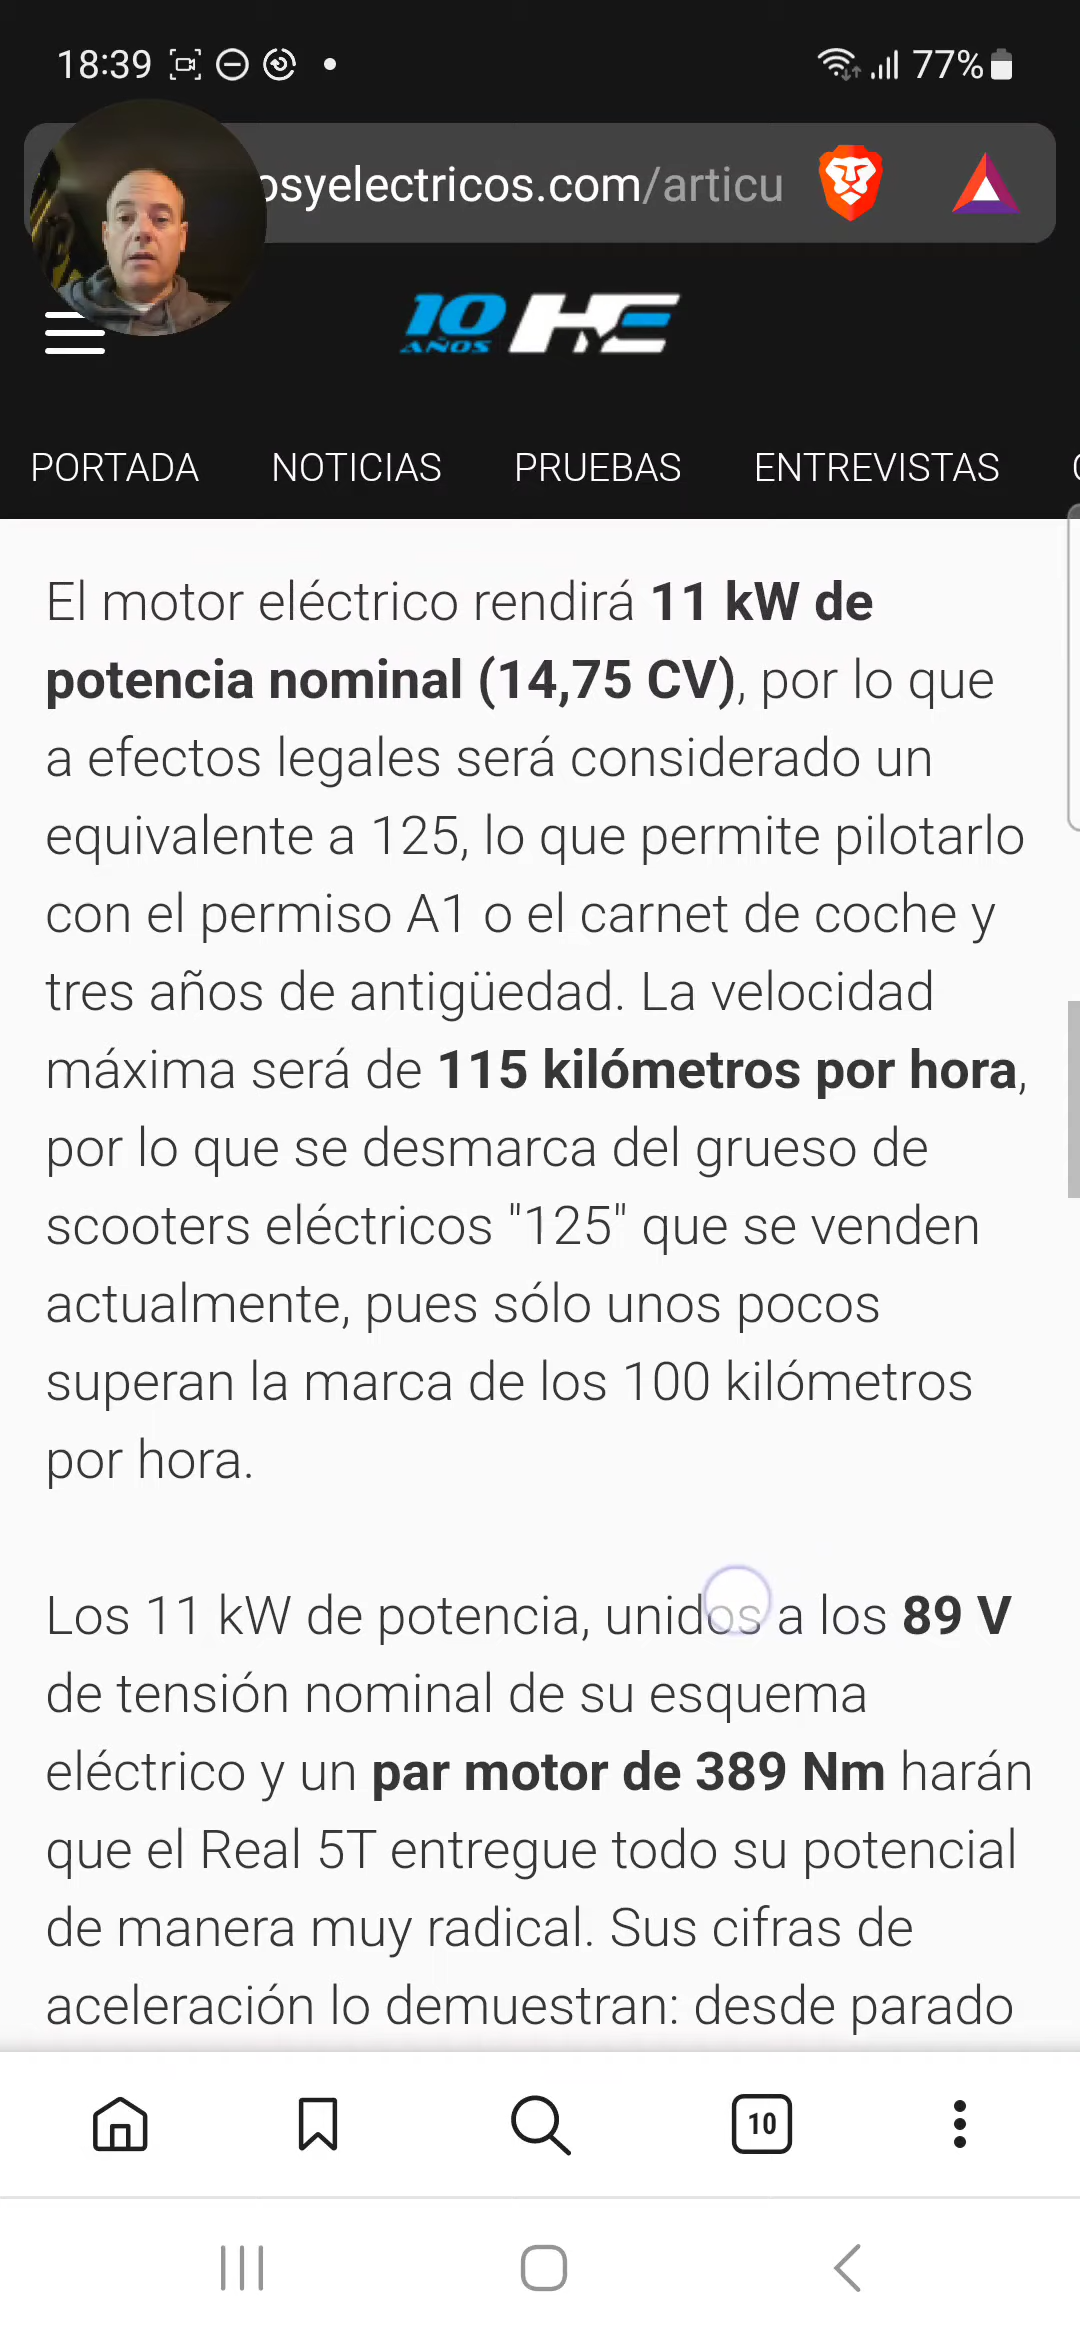 18:39
77%
osyelectricos.com/articu
10 AÑOS HYE
PORTADA NOTICIAS PRUEBAS ENTREVISTAS
El motor eléctrico rendirá 11 kW de
potencia nominal (14,75 CV), por lo que
a efectos legales será considerado un
equivalente a 125, lo que permite pilotarlo
con el permiso A1 o el carnet de coche y
tres años de antigüedad. La velocidad
máxima será de 115 kilómetros por hora,
por lo que se desmarca del grueso de
scooters eléctricos "125" que se venden
actualmente, pues sólo unos pocos
superan la marca de los 100 kilómetros
por hora.
Los 11 kW de potencia, unidos a los 89 V
de tensión nominal de su esquema
eléctrico y un par motor de 389 Nm harán
que el Real 5T entregue todo su potencial
de manera muy radical. Sus cifras de
aceleración lo demuestran: desde parado
10